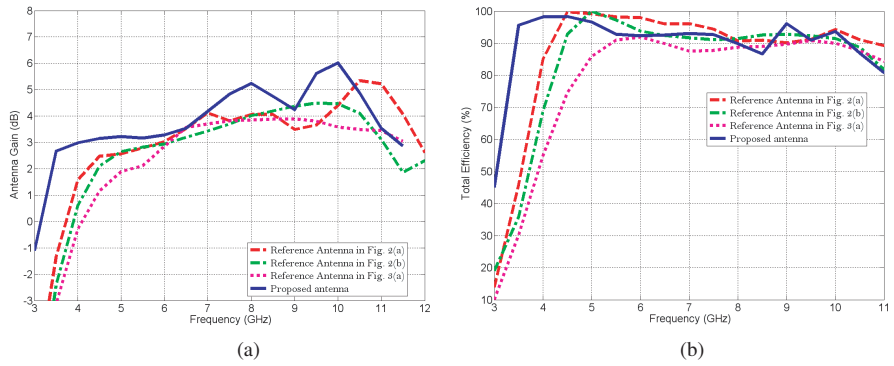 8
7
6
5
4
3
2
1
0
-1
-2
-3
Antenna Gain (dB)
3 4 5 6 7 8 9 10 11 12
Frequency (GHz)
Reference Antenna in Fig. 2(a)
Reference Antenna in Fig. 2(b)
Reference Antenna in Fig. 3(a)
Proposed antenna
(a)
100
90
80
70
60
50
40
30
20
10
Total Efficiency (%)
3 4 5 6 7 8 9 10 11
Frequency (GHz)
Reference Antenna in Fig. 2(a)
Reference Antenna in Fig. 2(b)
Reference Antenna in Fig. 3(a)
Proposed antenna
(b)